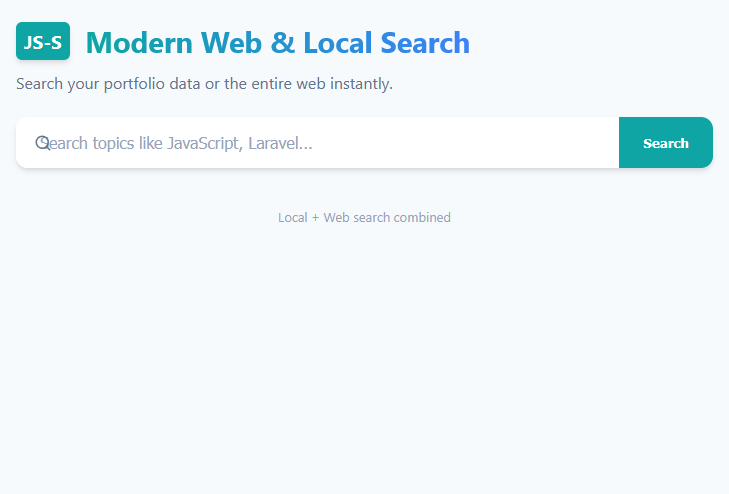 JS-S
Modern Web & Local Search
Search your portfolio data or the entire web instantly.
Search topics like JavaScript, Laravel...
Search
Local + Web search combined